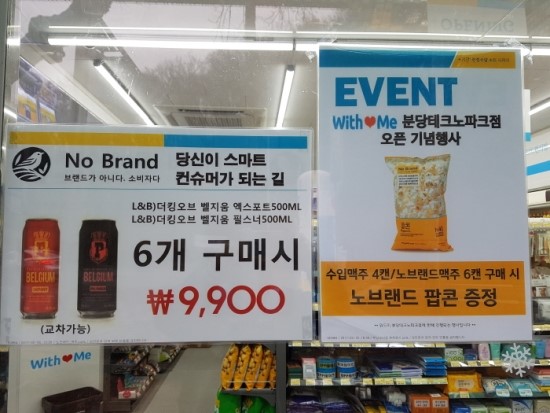 OPENING
No Brand
브랜드가 아니다. 소비자다
당신이 스마트
컨슈머가 되는 길
L&B)더킹오브 벨지움 엑스포트500ML
L&B)더킹오브 벨지움 필스너500ML
6개 구매시
₩9,900
BELGIUM
BELGIUM
(교차가능)
With Me
EVENT
With Me 분당테크노파크점
오픈 기념행사
수입맥주 4캔/노브랜드맥주 6캔 구매 시
노브랜드 팝콘 증정